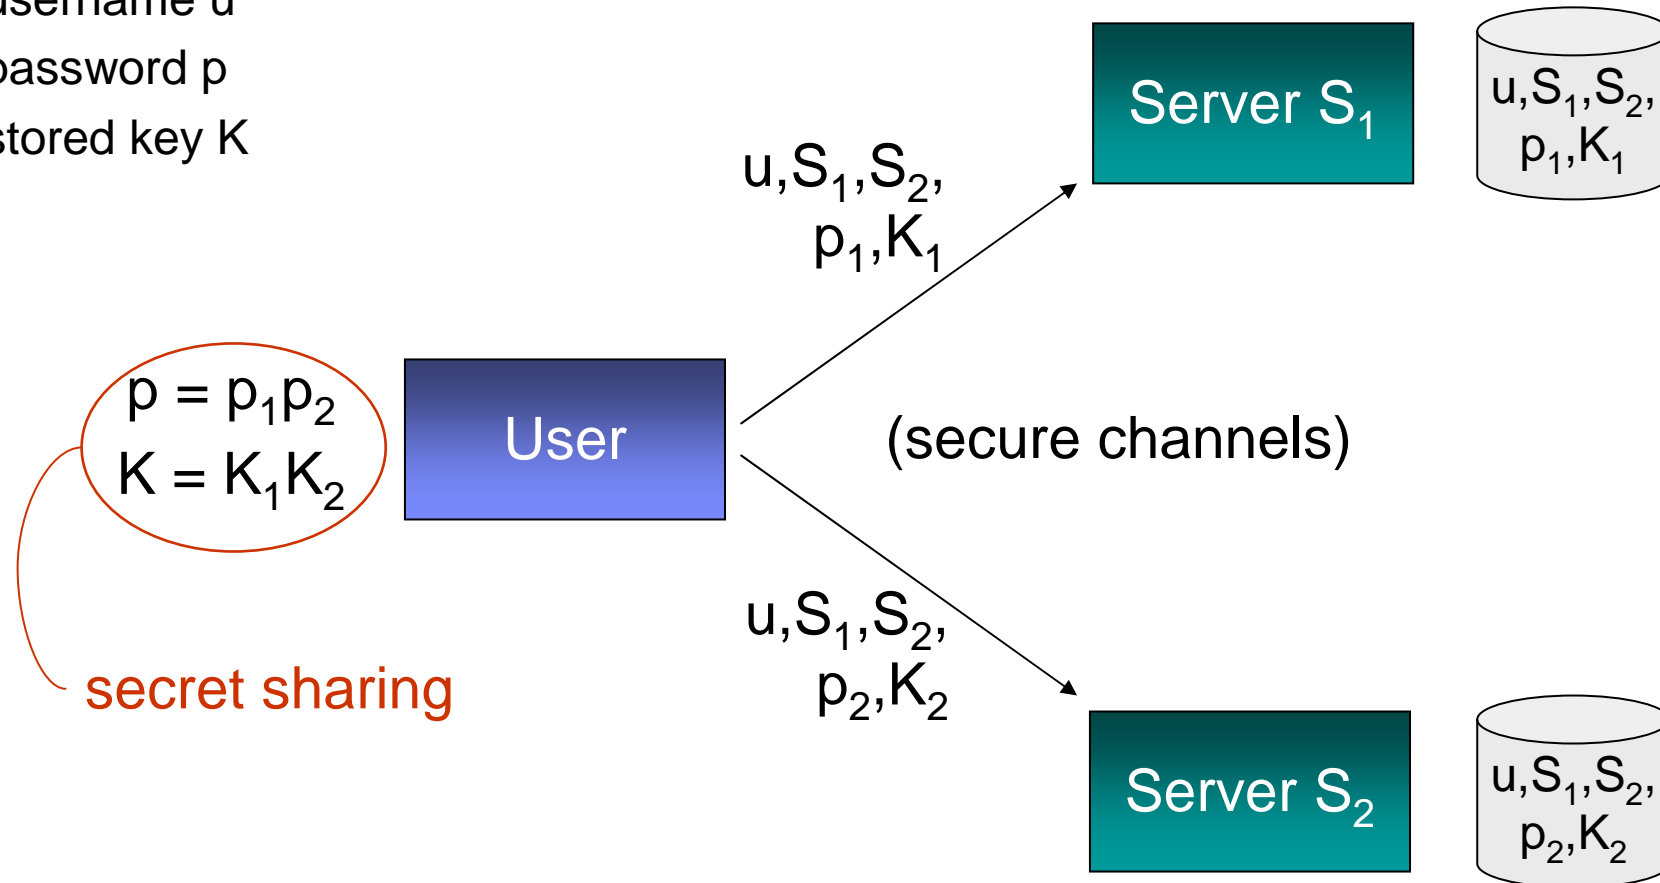 username u
password p
stored key K
Server S₁
u,S₁,S₂,
p₁,K₁
u,S₁,S₂,
p₁,K₁
p = p₁p₂
K = K₁K₂
User
(secure channels)
secret sharing
u,S₁,S₂,
p₂,K₂
Server S₂
u,S₁,S₂,
p₂,K₂